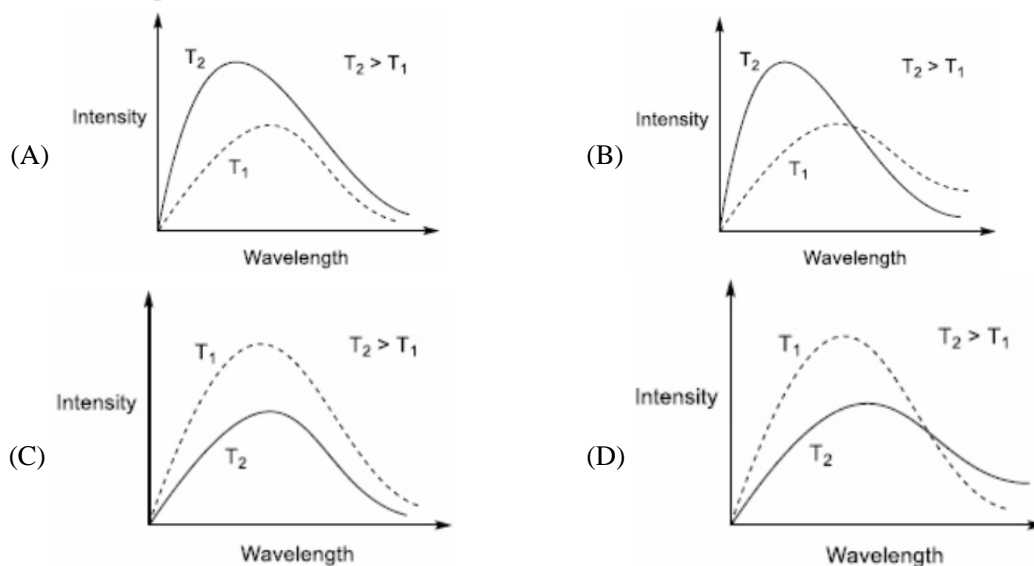 T₂
T₂ > T₁
Intensity
(A)
T₁
Wavelength
T₂
T₂ > T₁
Intensity
(B)
T₁
Wavelength
T₁
T₂ > T₁
Intensity
(C)
T₂
Wavelength
T₁
T₂ > T₁
Intensity
(D)
T₂
Wavelength